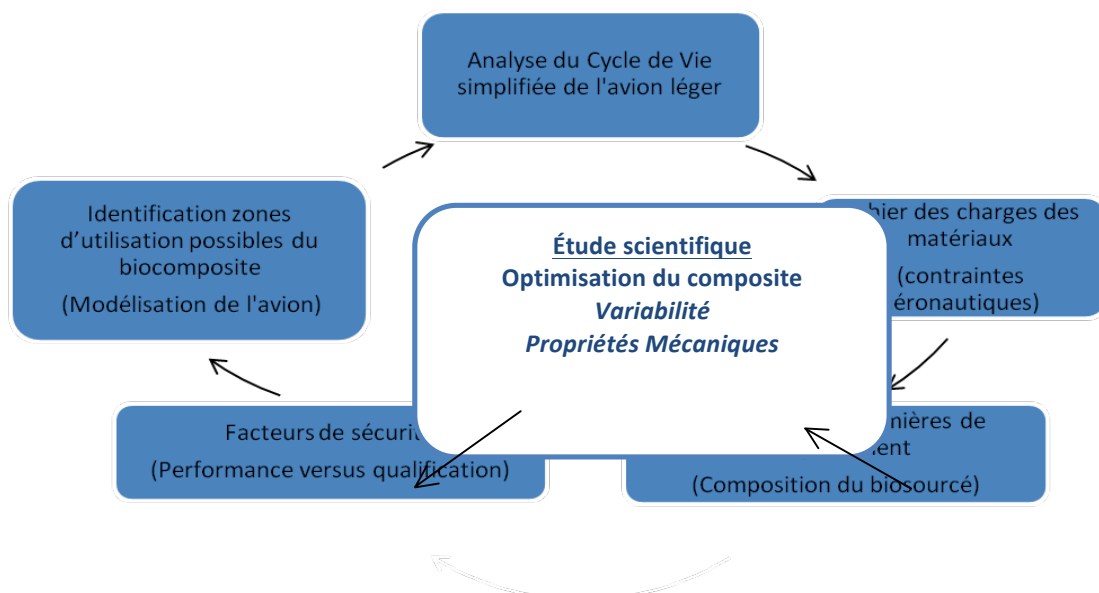 Analyse du Cycle de Vie
simplifiée de l'avion léger
Identification zones
d'utilisation possibles du
biocomposite
(Modélisation de l'avion)
hier des charges des
matériaux
(contraintes
éronautiques)
Étude scientifique
Optimisation du composite
Variabilité
Propriétés Mécaniques
Facteurs de sécurit
(Performance versus qualification)
nières de
ent
(Composition du biosourcé)